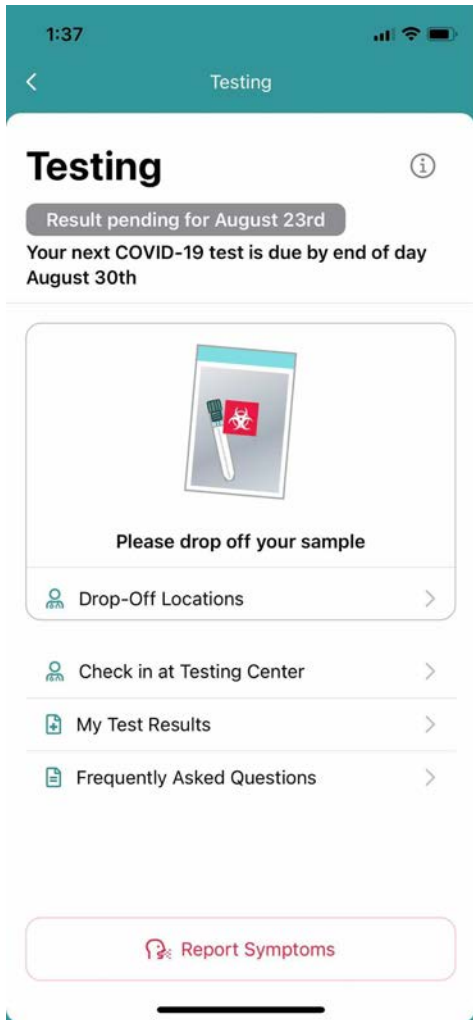 1:37
Testing
Testing
Result pending for August 23rd
Your next COVID-19 test is due by end of day
August 30th
Please drop off your sample
Drop-Off Locations
Check in at Testing Center
My Test Results
Frequently Asked Questions
Report Symptoms